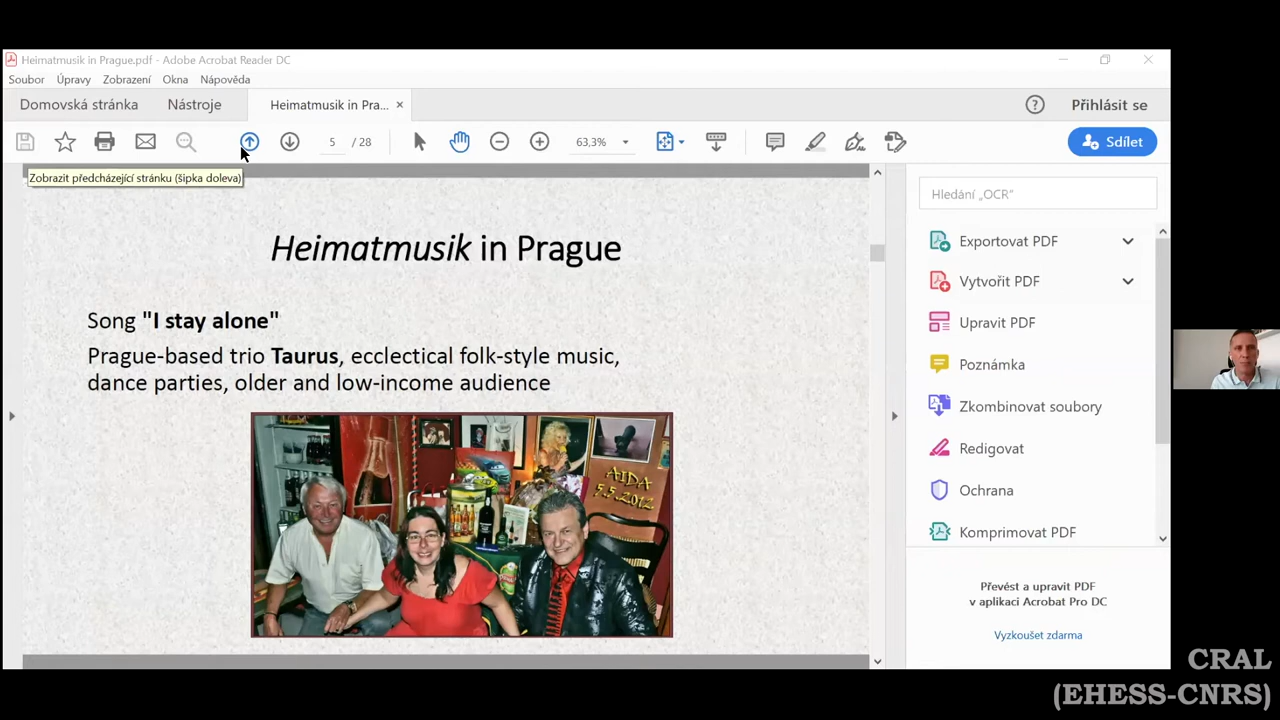 Heimatmusik in Prague.pdf - Adobe Acrobat Reader DC
Soubor Úpravy Zobrazení Okna Nápověda
Domovská stránka Nástroje Heimatmusik in Pra... × ? Přihlásit se
5 / 28 63,3% Sdílet
Zobrazit předcházející stránku (šipka doleva)
Heimatmusik in Prague
Song "I stay alone"
Prague-based trio Taurus, ecclectical folk-style music,
dance parties, older and low-income audience
AIDA
5.5.2012
Hledání „OCR"
Exportovat PDF
Vytvořit PDF
Upravit PDF
Poznámka
Zkombinovat soubory
Redigovat
Ochrana
Komprimovat PDF
Převést a upravit PDF
v aplikaci Acrobat Pro DC
Vyzkoušet zdarma
CRAL
(EHESS-CNRS)